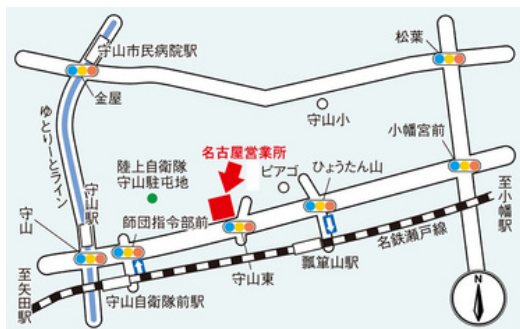 守山市民病院駅
金屋
ゆとりーとライン
松葉
守山小
小幡宮前
名古屋営業所
ピアゴ
ひょうたん山
陸上自衛隊
守山駐屯地
守山駅
守山
師団指令部前
至小幡駅
名鉄瀬戸線
瓢箪山駅
守山東
守山自衛隊前駅
至矢田駅
N